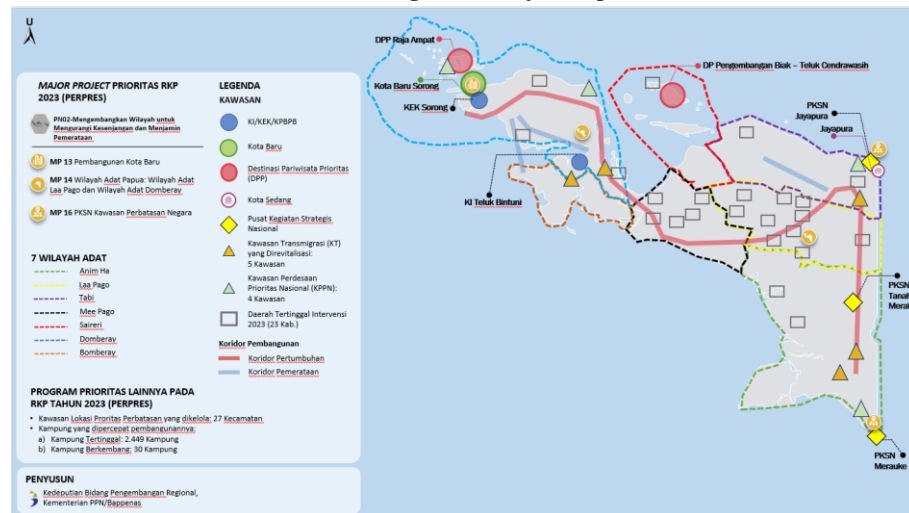 U
MAJOR PROJECT PRIORITAS RKP
2023 (PERPRES)
PN02-Mengembangkan Wilayah untuk
Mengurangi Kesenjangan dan Menjamin
Pemerataan
MP 13 Pembangunan Kota Baru
MP 14 Wilayah Adat Papua: Wilayah Adat
Laa Pago dan Wilayah Adat Domberay
MP 16 PKSN Kawasan Perbatasan Negara
7 WILAYAH ADAT
Anim Ha
Laa Pago
Tabi
Mee Pago
Saireri
Domberay
Bomberay
LEGENDA
KAWASAN
KI/KEK/KPBPB
Kota Baru
Destinasi Pariwisata Prioritas
(DPP)
Kota Sedang
Pusat Kegiatan Strategis
Nasional
Kawasan Transmigrasi (KT)
yang Direvitalisasi:
5 Kawasan
Kawasan Perdesaan
Prioritas Nasional (KPPN):
4 Kawasan
Daerah Tertinggal Intervensi
2023 (23 Kab.)
Koridor Pembangunan
Koridor Pertumbuhan
Koridor Pemerataan
PROGRAM PRIORITAS LAINNYA PADA
RKP TAHUN 2023 (PERPRES)
• Kawasan Lokasi Proritas Perbatasan yang dikelola: 27 Kecamatan
• Kampung yang dipercepat pembangunannya:
a) Kampung Tertinggal: 2.449 Kampung
b) Kampung Berkembang: 30 Kampung
PENYUSUN
Kedeputian Bidang Pengembangan Regional,
Kementerian PPN/Bappenas
DPP Raja Ampat
Kota Baru Sorong
KEK Sorong
KI Teluk Bintuni
DP Pengembangan Biak – Teluk Cendrawasih
PKSN
Jayapura
Jayapura
PKSN
Tanah
Merah
PKSN
Merauke